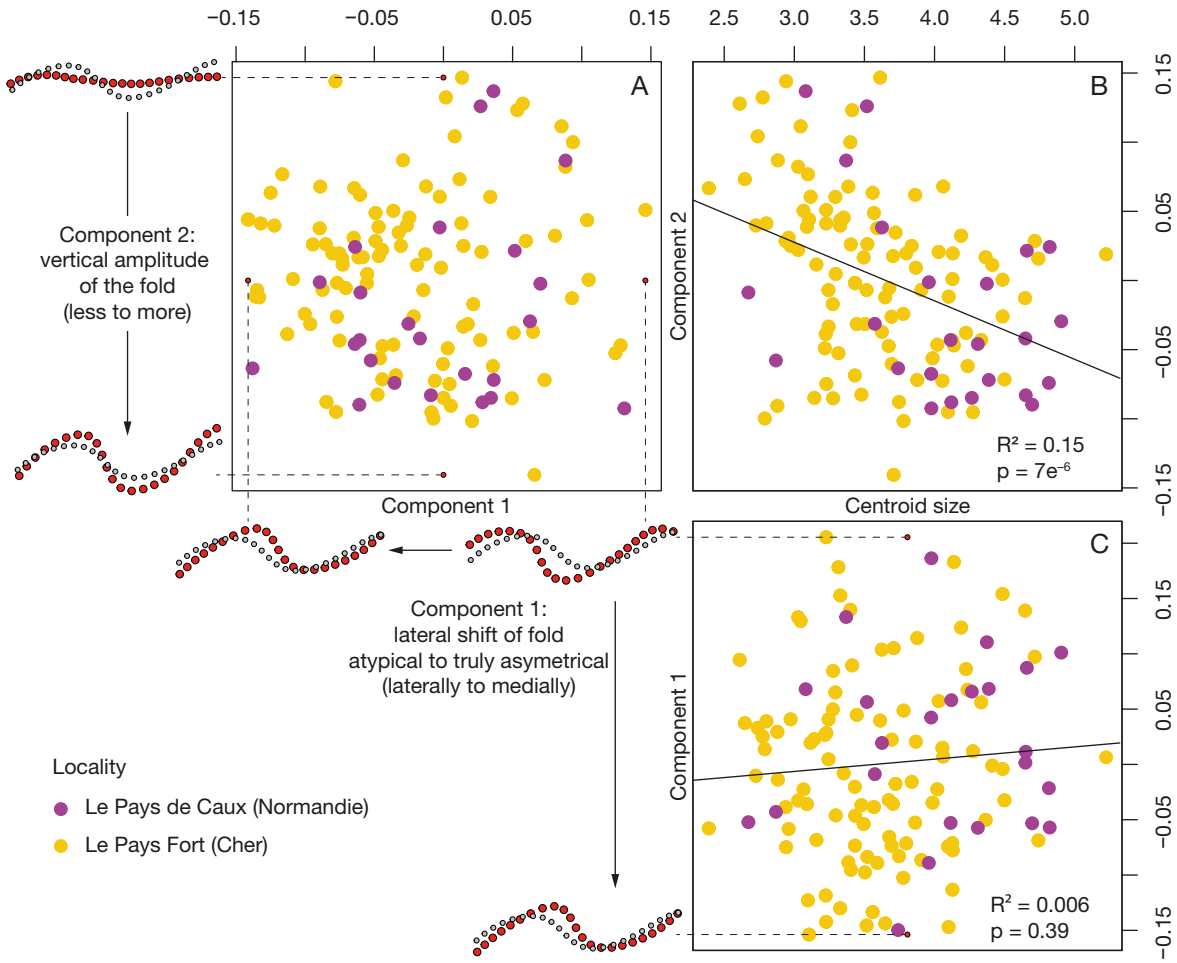 −0.15 −0.05 0.05 0.15 2.5 3.0 3.5 4.0 4.5 5.0
A
B
0.15
0.05
−0.05
−0.15
Component 2:
vertical amplitude
of the fold
(less to more)
Component 2
R² = 0.15
p = 7e⁻⁶
Component 1
Centroid size
C
Component 1:
lateral shift of fold
atypical to truly asymetrical
(laterally to medially)
Component 1
0.15
0.05
−0.05
−0.15
Locality
Le Pays de Caux (Normandie)
Le Pays Fort (Cher)
R² = 0.006
p = 0.39